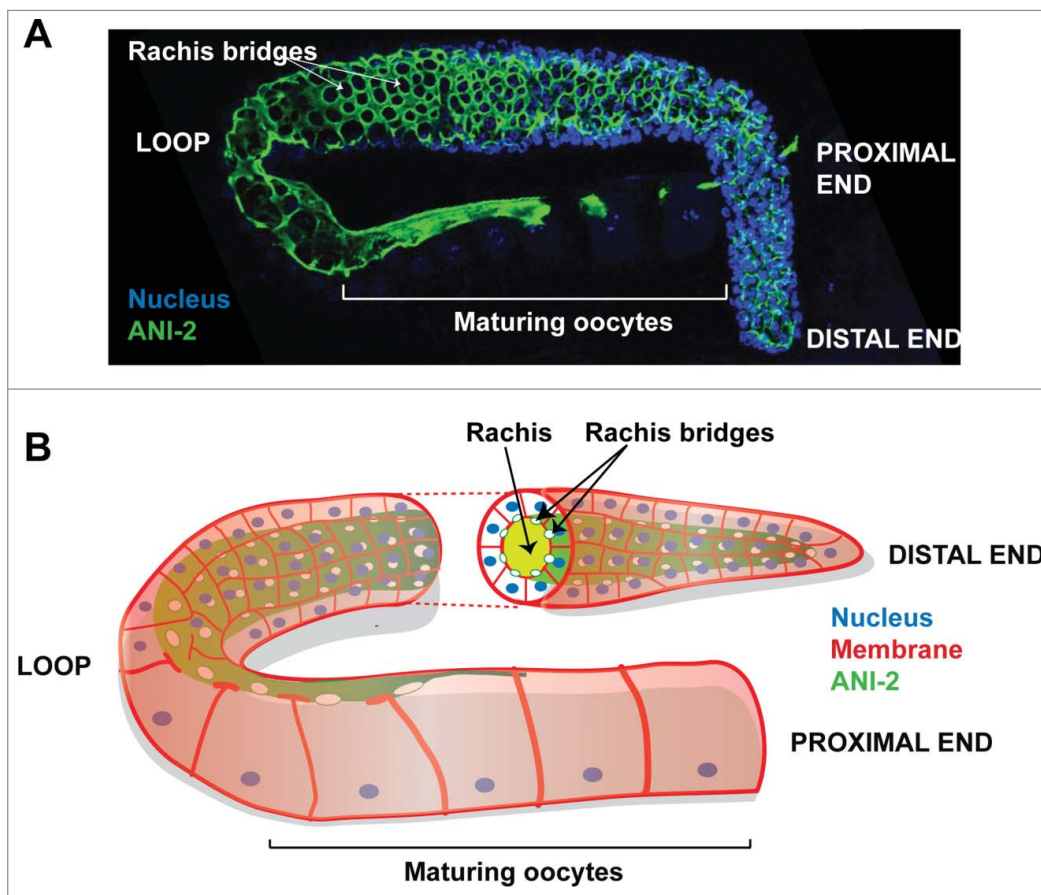 A
Rachis bridges
LOOP
PROXIMAL
END
Nucleus
ANI-2
Maturing oocytes
DISTAL END
B
Rachis
Rachis bridges
DISTAL END
Nucleus
Membrane
ANI-2
LOOP
PROXIMAL END
Maturing oocytes